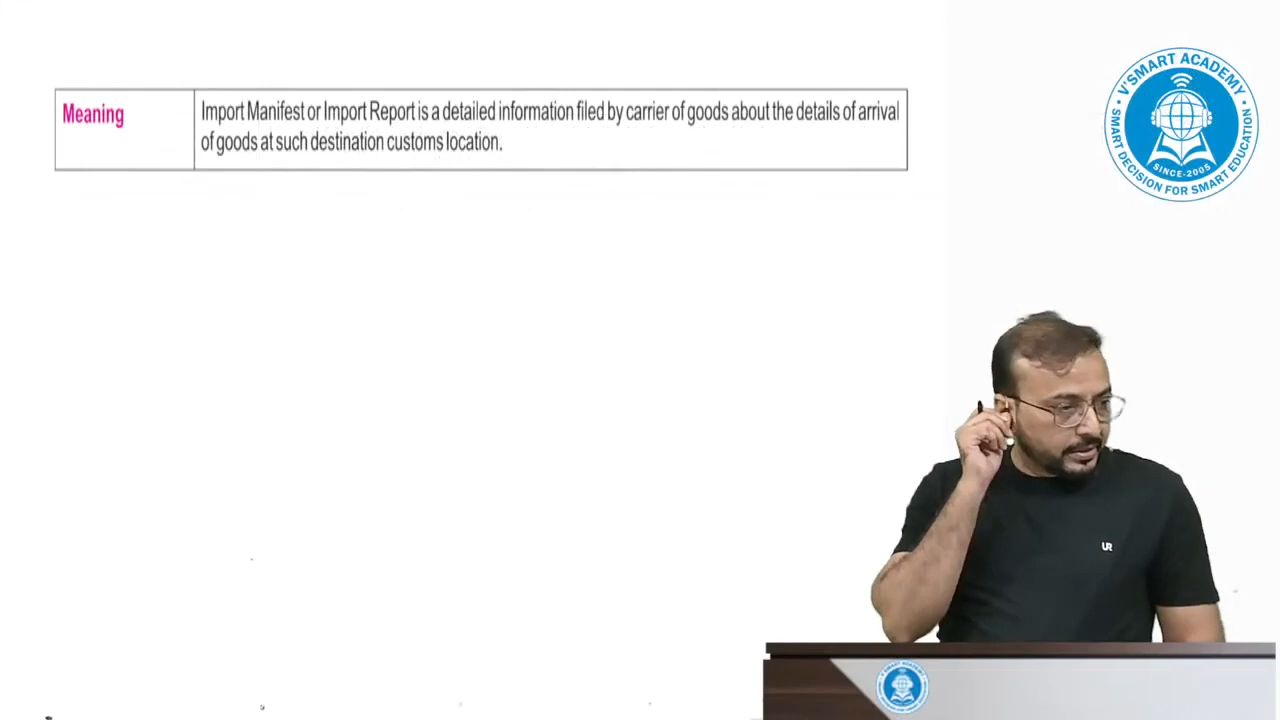 Meaning
Import Manifest or Import Report is a detailed information filed by carrier of goods about the details of arrival
of goods at such destination customs location.
V'SMART ACADEMY
SMART DECISION FOR SMART EDUCATION
SINCE-2005
UR